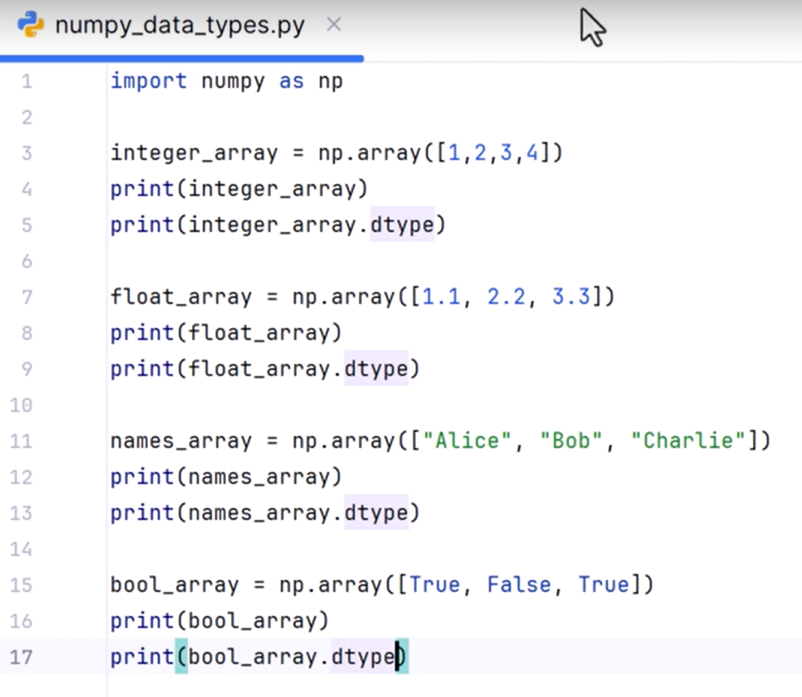 numpy_data_types.py
1 import numpy as np
2
3 integer_array = np.array([1,2,3,4])
4 print(integer_array)
5 print(integer_array.dtype)
6
7 float_array = np.array([1.1, 2.2, 3.3])
8 print(float_array)
9 print(float_array.dtype)
10
11 names_array = np.array(["Alice", "Bob", "Charlie"])
12 print(names_array)
13 print(names_array.dtype)
14
15 bool_array = np.array([True, False, True])
16 print(bool_array)
17 print(bool_array.dtype)